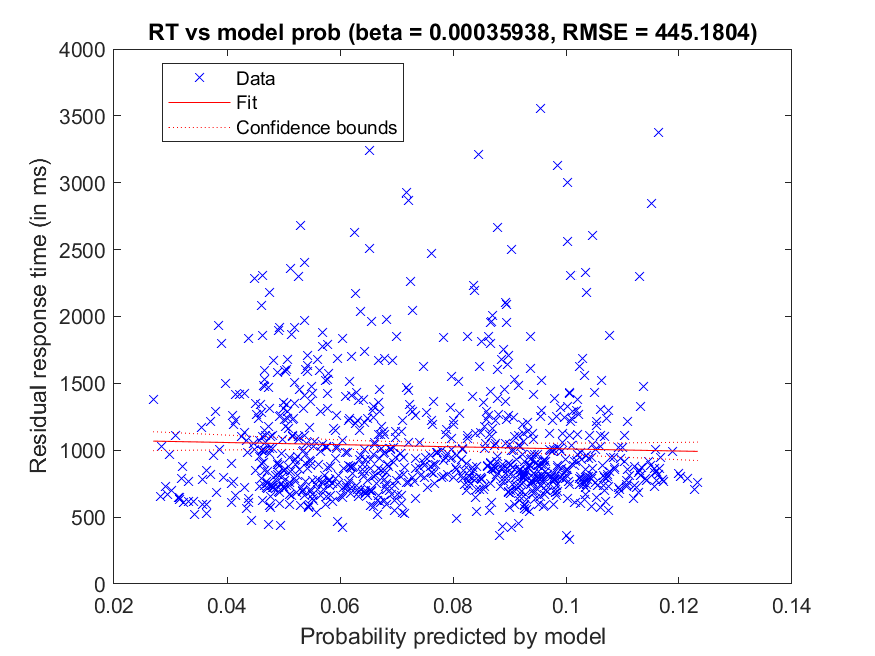 RT vs model prob (beta = 0.00035938, RMSE = 445.1804)
4000
3500
3000
2500
2000
1500
1000
500
0
Residual response time (in ms)
Data
Fit
Confidence bounds
0.02 0.04 0.06 0.08 0.1 0.12 0.14
Probability predicted by model